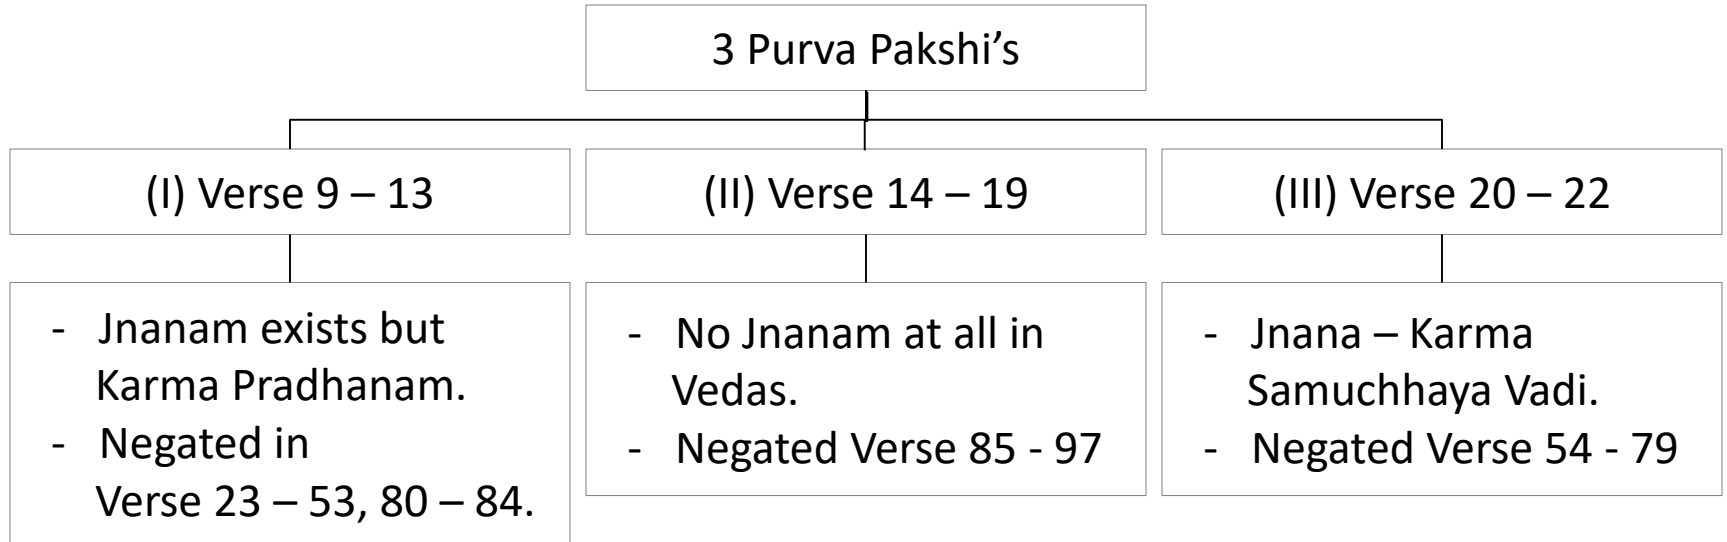 3 Purva Pakshi’s
(I) Verse 9 – 13
(II) Verse 14 – 19
(III) Verse 20 – 22
- Jnanam exists but
Karma Pradhanam.
- Negated in
Verse 23 – 53, 80 – 84.
- No Jnanam at all in
Vedas.
- Negated Verse 85 - 97
- Jnana – Karma
Samuchhaya Vadi.
- Negated Verse 54 - 79